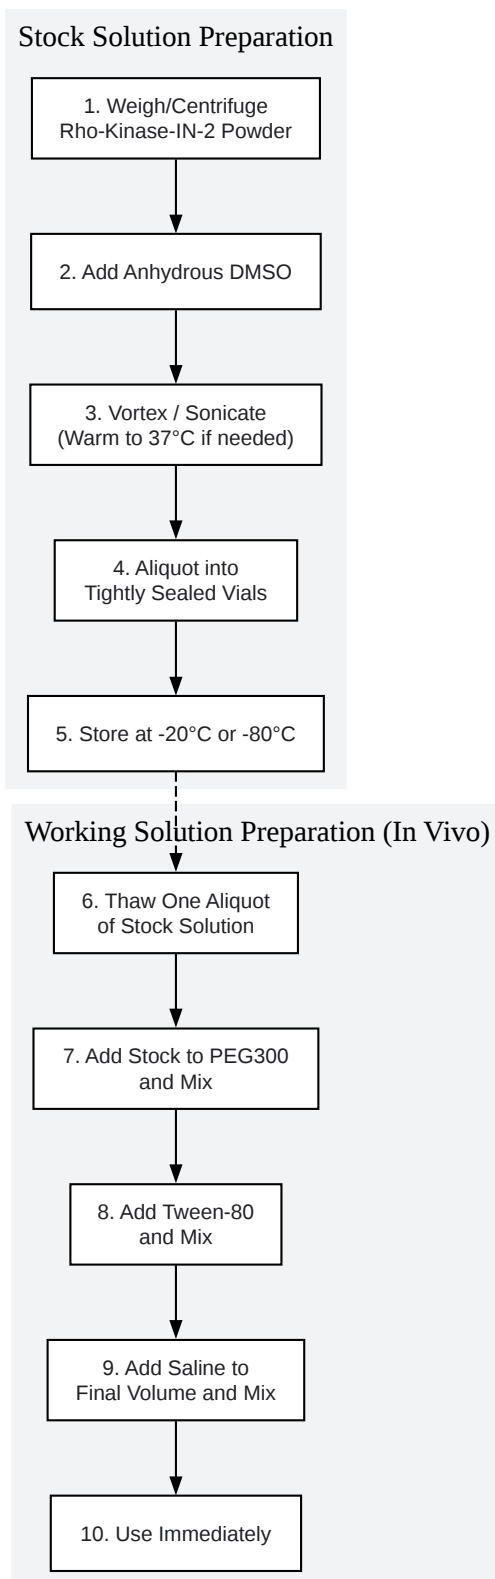 Stock Solution Preparation
1. Weigh/Centrifuge
Rho-Kinase-IN-2 Powder
2. Add Anhydrous DMSO
3. Vortex / Sonicate
(Warm to 37°C if needed)
4. Aliquot into
Tightly Sealed Vials
5. Store at -20°C or -80°C
Working Solution Preparation (In Vivo)
6. Thaw One Aliquot
of Stock Solution
7. Add Stock to PEG300
and Mix
8. Add Tween-80
and Mix
9. Add Saline to
Final Volume and Mix
10. Use Immediately